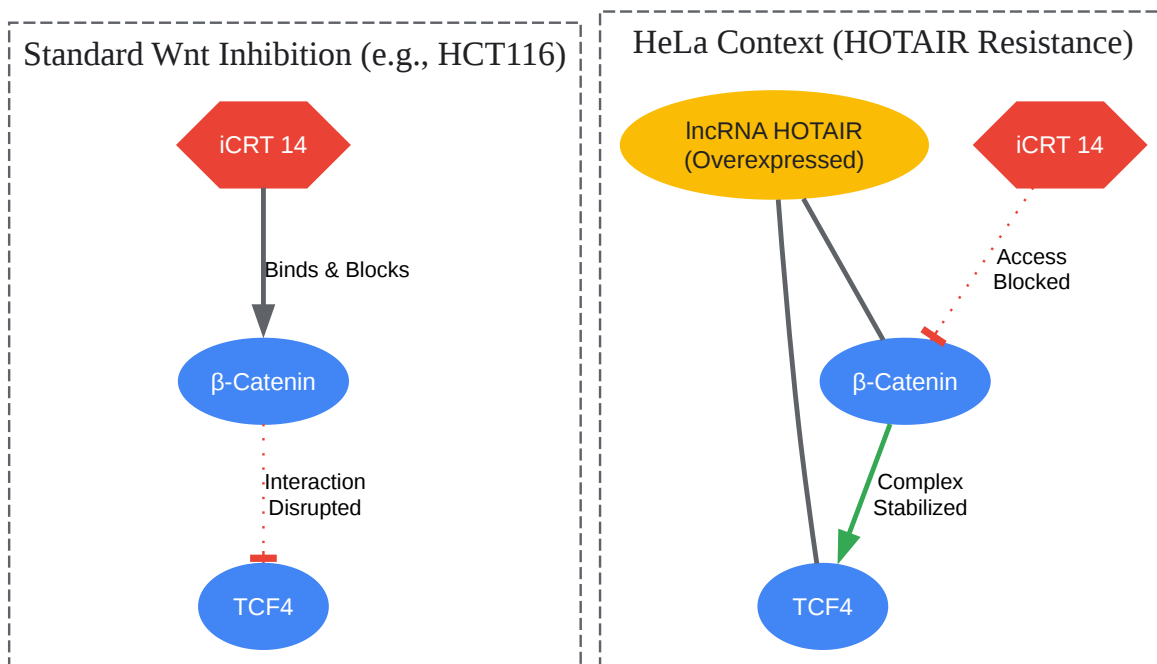 Standard Wnt Inhibition (e.g., HCT116)
iCRT 14
Binds & Blocks
β-Catenin
Interaction
Disrupted
TCF4
HeLa Context (HOTAIR Resistance)
lncRNA HOTAIR
(Overexpressed)
iCRT 14
Access
Blocked
β-Catenin
Complex
Stabilized
TCF4